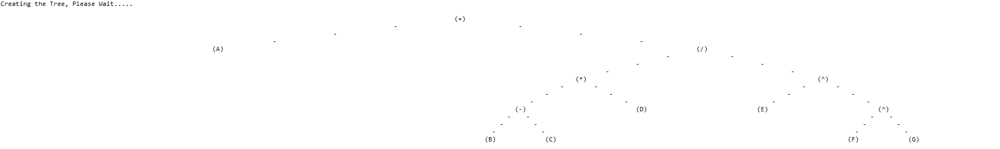 Creating the Tree, Please Wait.....
(+)
- -
- -
- -
(A) (/)
- -
- -
- -
(*) (^)
- - - -
- - - -
- - - -
(-) (D) (E) (^)
- - - -
- - - -
- - - -
(B) (C) (F) (G)